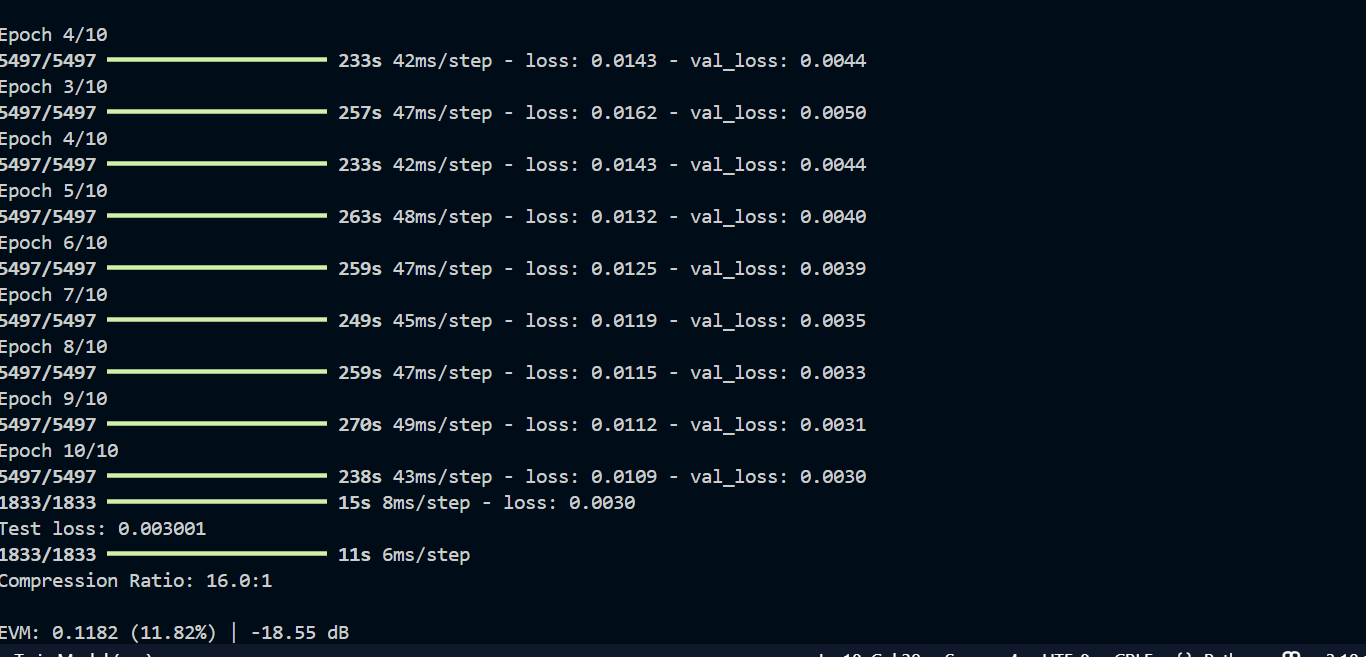 Epoch 4/10
5497/5497 233s 42ms/step - loss: 0.0143 - val_loss: 0.0044
Epoch 3/10
5497/5497 257s 47ms/step - loss: 0.0162 - val_loss: 0.0050
Epoch 4/10
5497/5497 233s 42ms/step - loss: 0.0143 - val_loss: 0.0044
Epoch 5/10
5497/5497 263s 48ms/step - loss: 0.0132 - val_loss: 0.0040
Epoch 6/10
5497/5497 259s 47ms/step - loss: 0.0125 - val_loss: 0.0039
Epoch 7/10
5497/5497 249s 45ms/step - loss: 0.0119 - val_loss: 0.0035
Epoch 8/10
5497/5497 259s 47ms/step - loss: 0.0115 - val_loss: 0.0033
Epoch 9/10
5497/5497 270s 49ms/step - loss: 0.0112 - val_loss: 0.0031
Epoch 10/10
5497/5497 238s 43ms/step - loss: 0.0109 - val_loss: 0.0030
1833/1833 15s 8ms/step - loss: 0.0030
Test loss: 0.003001
1833/1833 11s 6ms/step
Compression Ratio: 16.0:1
EVM: 0.1182 (11.82%) | -18.55 dB